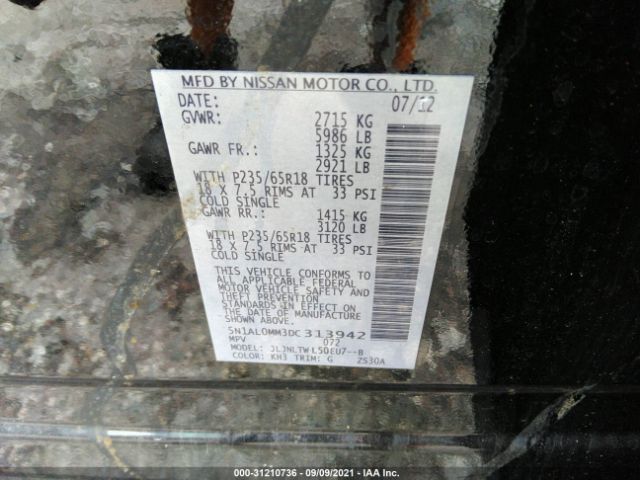 MFD BY NISSAN MOTOR CO., LTD.
DATE: 07/12
GVWR: 2715 KG
5986 LB
GAWR FR.: 1325 KG
2921 LB
WITH P235/65R18 TIRES
18 X 7.5 RIMS AT 33 PSI
COLD SINGLE
GAWR RR.: 1415 KG
3120 LB
WITH P235/65R18 TIRES
18 X 7.5 RIMS AT 33 PSI
COLD SINGLE
THIS VEHICLE CONFORMS TO
ALL APPLICABLE FEDERAL
MOTOR VEHICLE SAFETY AND
THEFT PREVENTION
STANDARDS IN EFFECT ON
THE DATE OF MANUFACTURE
SHOWN ABOVE.
5N1AL0MM3DC313942
MPV 072
MODEL: JLJNLTWL50EU7--B
COLOR: KH3 TRIM: G ZS30A
000-31210736 - 09/09/2021 - IAA Inc.